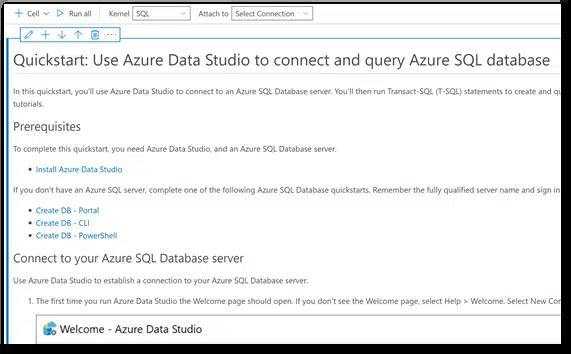 Cell Run all Kernel SQL Attach to Select Connection
Quickstart: Use Azure Data Studio to connect and query Azure SQL database
In this quickstart, you'll use Azure Data Studio to connect to an Azure SQL Database server. You'll then run Transact-SQL (T-SQL) statements to create and qu
tutorials.
Prerequisites
To complete this quickstart, you need Azure Data Studio, and an Azure SQL Database server.
• Install Azure Data Studio
If you don't have an Azure SQL server, complete one of the following Azure SQL Database quickstarts. Remember the fully qualified server name and sign in
• Create DB - Portal
• Create DB - CLI
• Create DB - PowerShell
Connect to your Azure SQL Database server
Use Azure Data Studio to establish a connection to your Azure SQL Database server.
1. The first time you run Azure Data Studio the Welcome page should open. If you don't see the Welcome page, select Help > Welcome. Select New Con
Welcome - Azure Data Studio